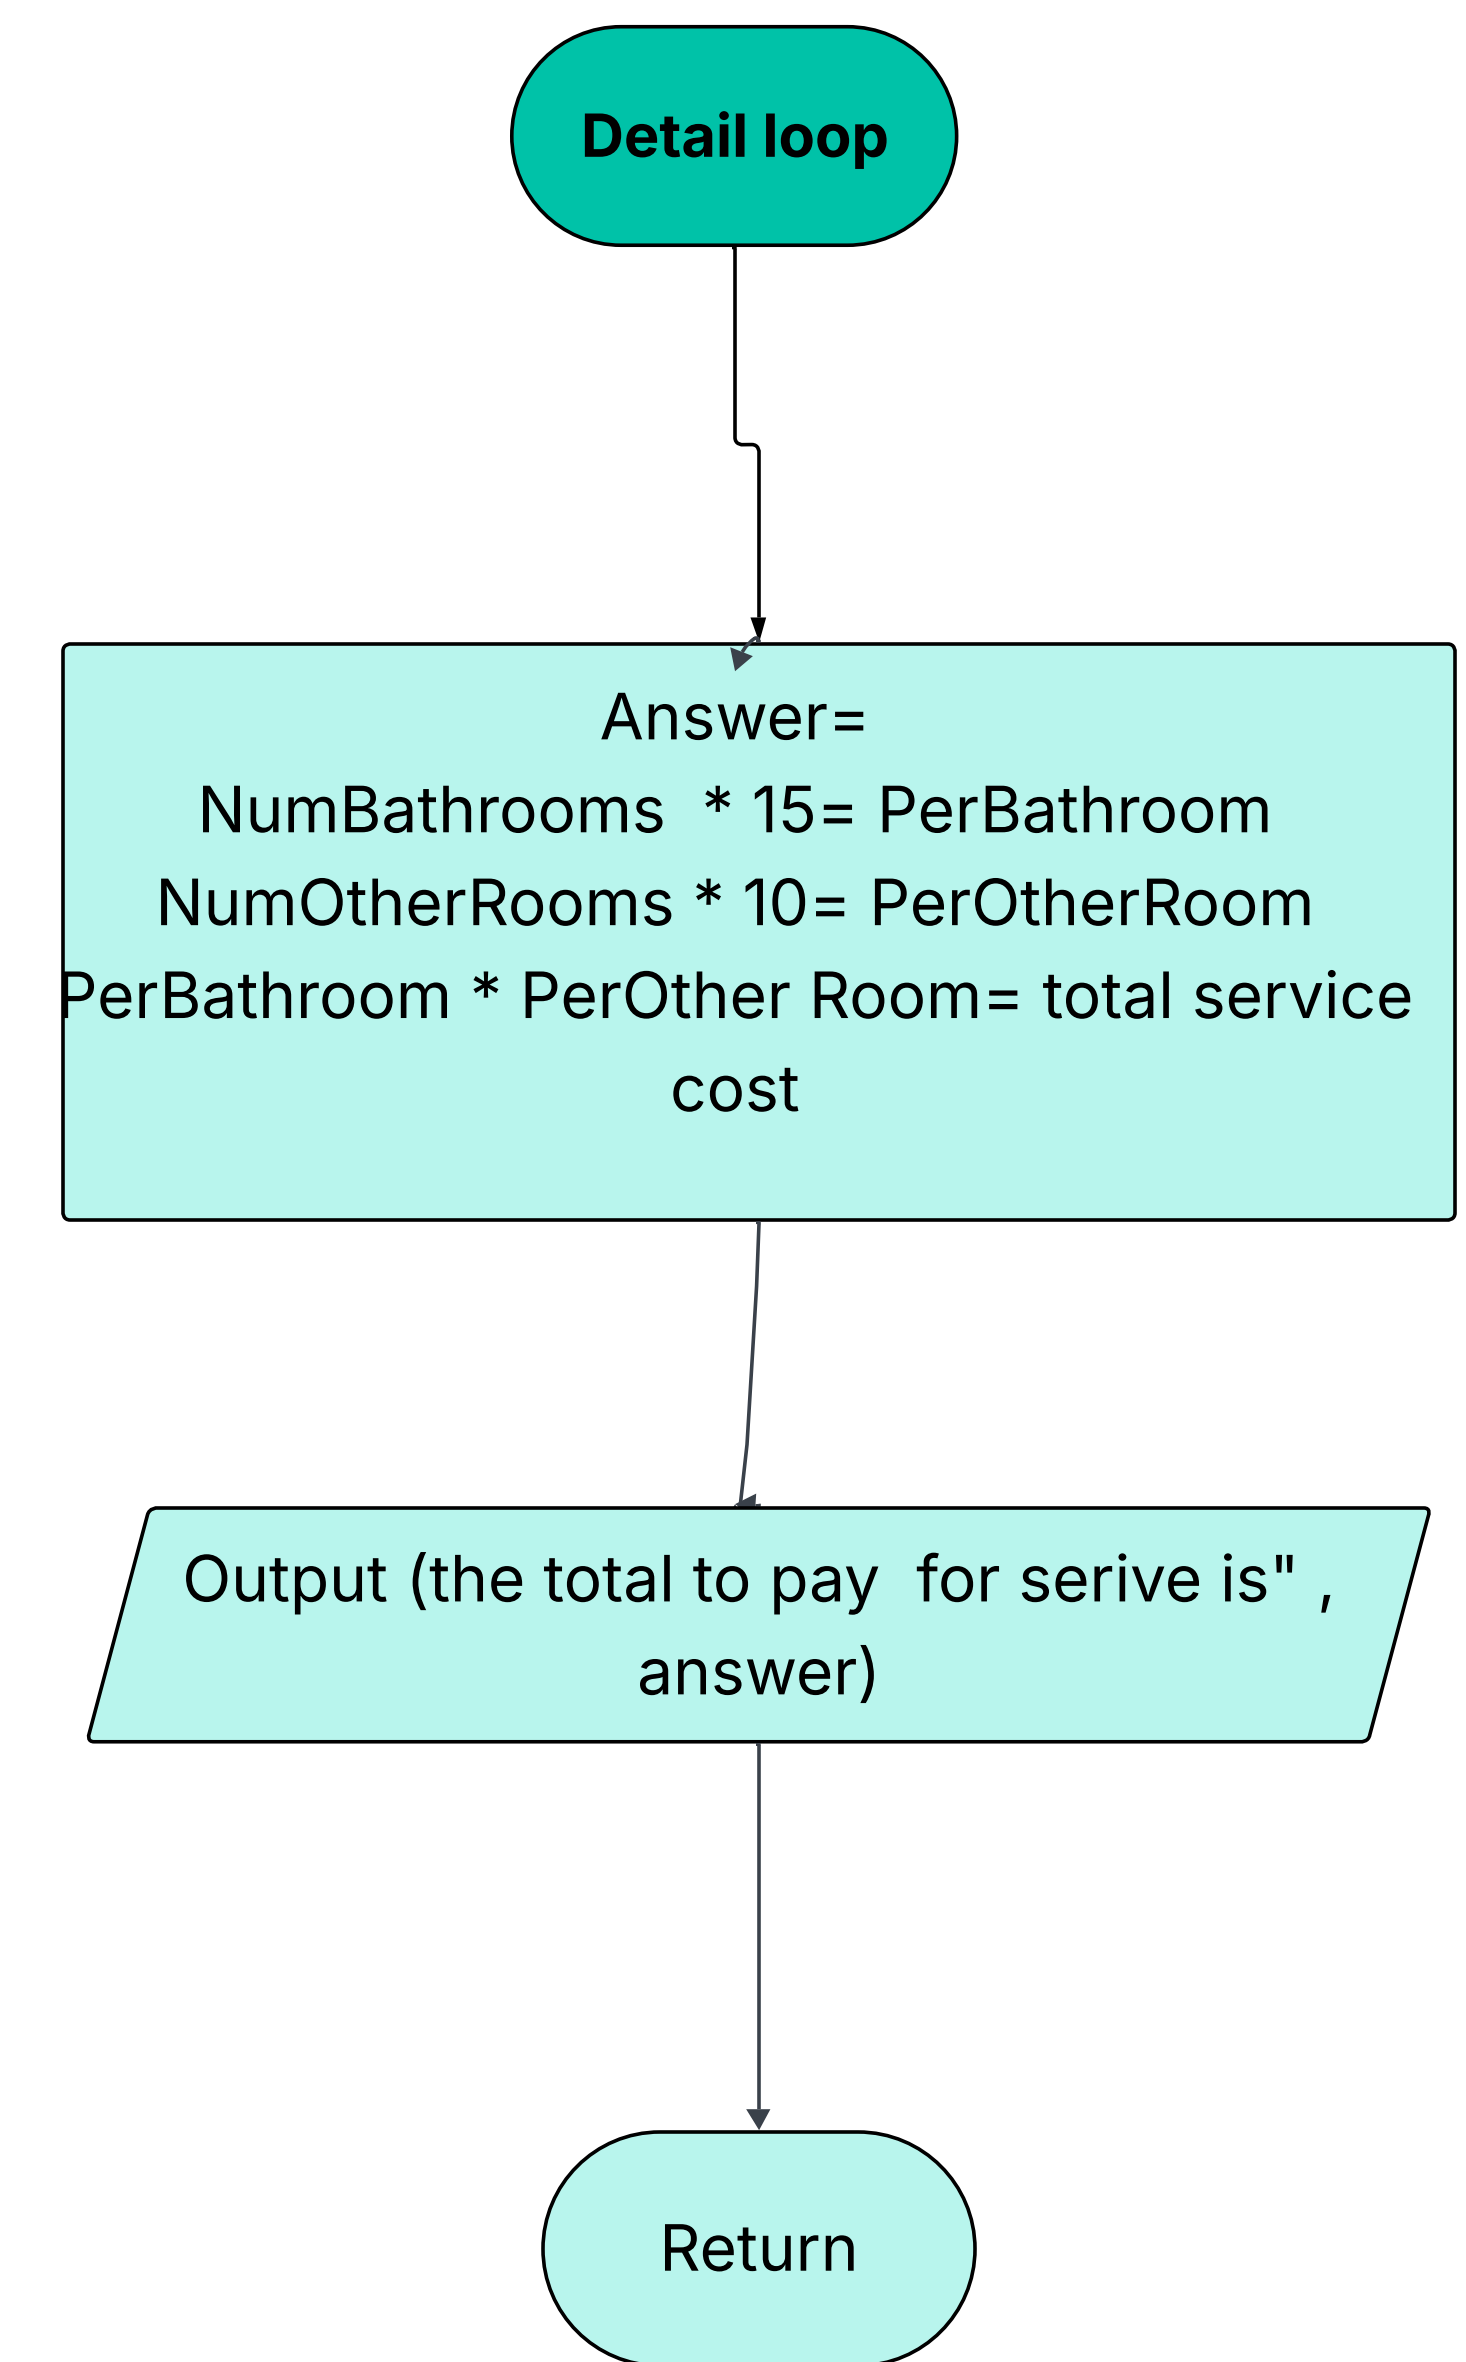 Detail loop
Answer=
NumBathrooms  * 15= PerBathroom
NumOtherRooms * 10= PerOtherRoom
PerBathroom * PerOther Room= total service
cost
Output (the total to pay  for serive is" ,
answer)
Return